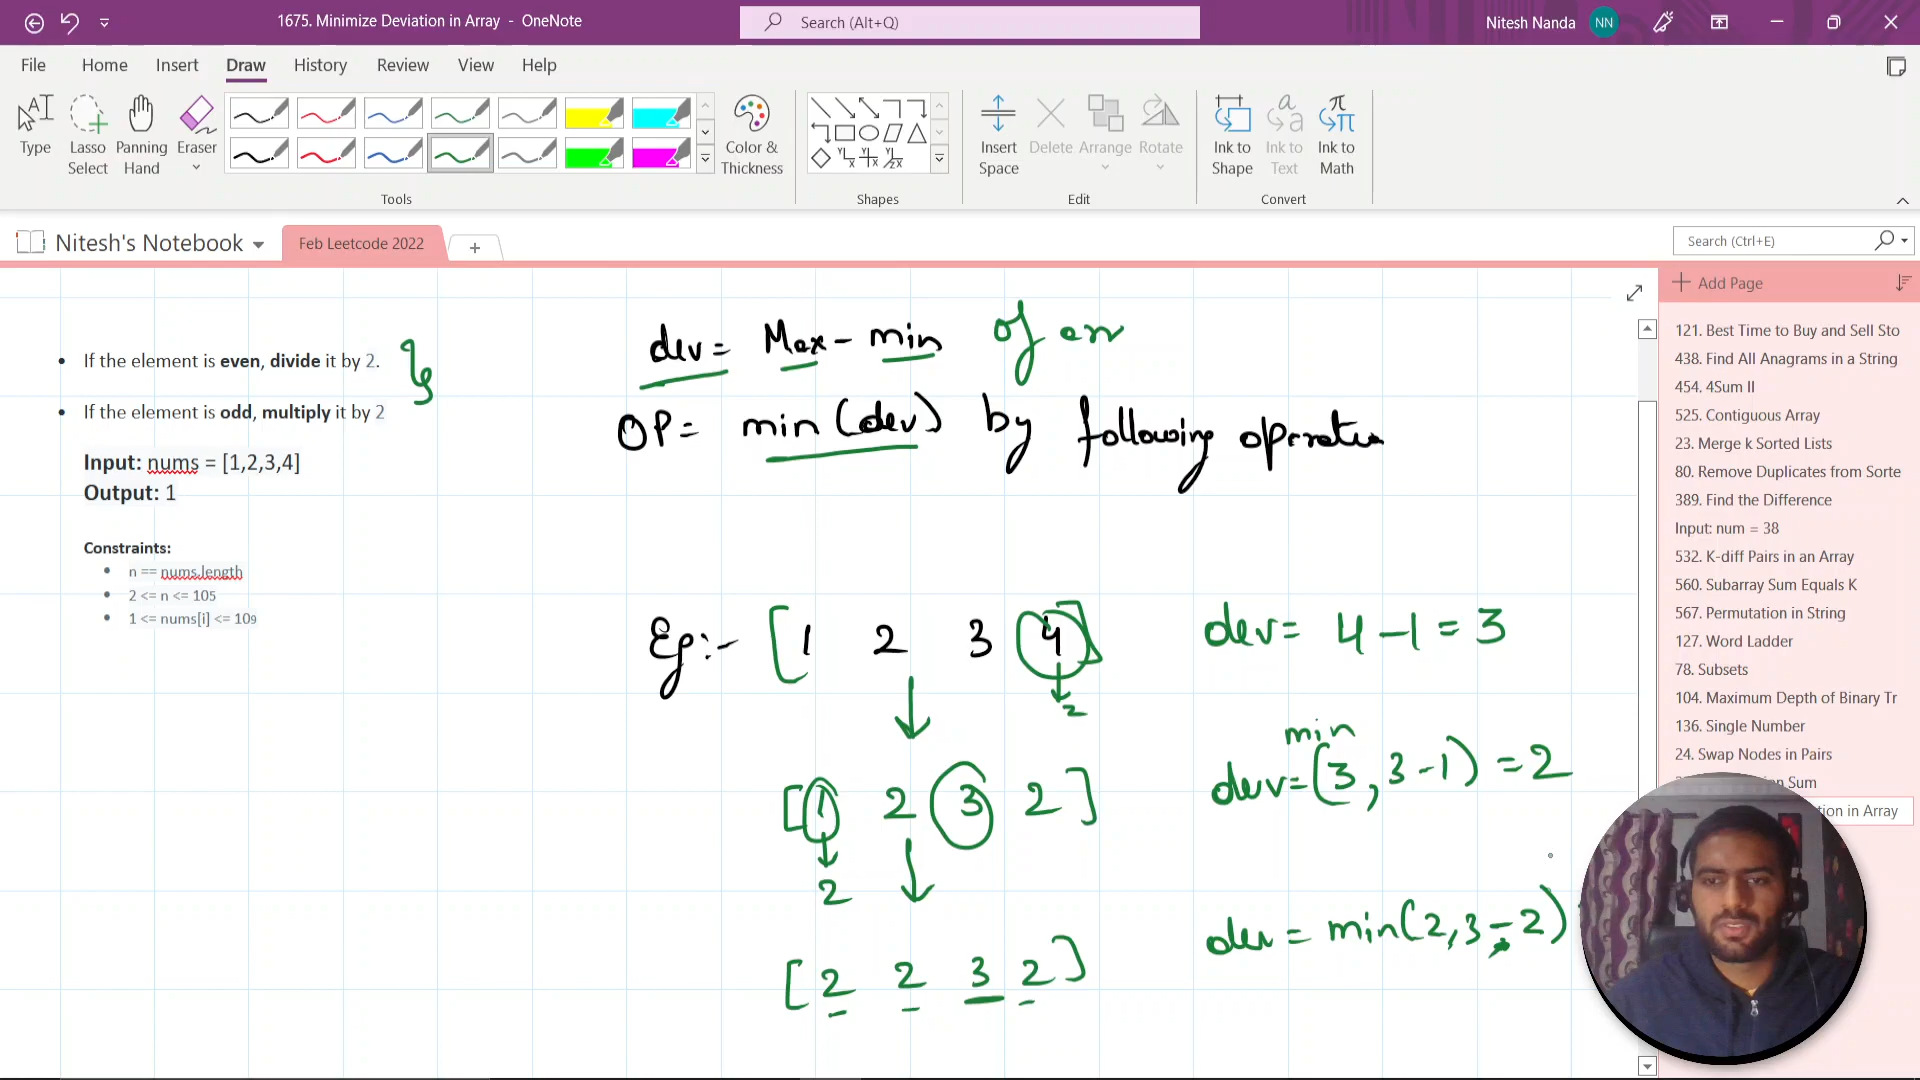 1675. Minimize Deviation in Array - OneNote
Search (Alt+Q)
Nitesh Nanda
NN
File Home Insert Draw History Review View Help
Type
Lasso Select
Panning Hand
Eraser
Color & Thickness
Insert Space
Delete
Arrange
Rotate
Ink to Shape
Ink to Text
Ink to Math
Tools
Shapes
Edit
Convert
Nitesh's Notebook
Feb Leetcode 2022
Search (Ctrl+E)
Add Page
• If the element is even, divide it by 2.
• If the element is odd, multiply it by 2
Input: nums = [1,2,3,4]
Output: 1
Constraints:
• n == nums.length
• 2 <= n <= 105
• 1 <= nums[i] <= 109
dev = Max - min of arr
OP = min (dev) by following operation
Eg:- [1 2 3 4]
2
dev = 4 - 1 = 3
[1 2 3 2]
2
min
dev = (3, 3-1) = 2
[2 2 3 2]
dev = min(2, 3-2)
121. Best Time to Buy and Sell Sto
438. Find All Anagrams in a String
454. 4Sum II
525. Contiguous Array
23. Merge k Sorted Lists
80. Remove Duplicates from Sorte
389. Find the Difference
Input: num = 38
532. K-diff Pairs in an Array
560. Subarray Sum Equals K
567. Permutation in String
127. Word Ladder
78. Subsets
104. Maximum Depth of Binary Tr
136. Single Number
24. Swap Nodes in Pairs
Sum
in Array